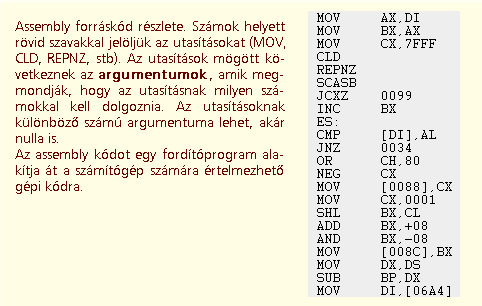 Assembly forráskód részlete. Számok helyett
rövid szavakkal jelöljük az utasításokat (MOV,
CLD, REPNZ, stb). Az utasítások mögött kö-
vetkeznek az argumentumok, amik meg-
mondják, hogy az utasításnak milyen szá-
mokkal kell dolgoznia. Az utasításoknak
különböző számú argumentuma lehet, akár
nulla is.
Az assembly kódot egy fordítóprogram ala-
kítja át a számítógép számára értelmezhető
gépi kódra.
MOV AX,DI
MOV BX,AX
MOV CX,7FFF
CLD
REPNZ
SCASB
JCXZ 0099
INC BX
ES:
CMP [DI],AL
JNZ 0034
OR CH,80
NEG CX
MOV [0088],CX
MOV CX,0001
SHL BX,CL
ADD BX,+08
AND BX,-08
MOV [008C],BX
MOV DX,DS
SUB BP,DX
MOV DI,[06A4]